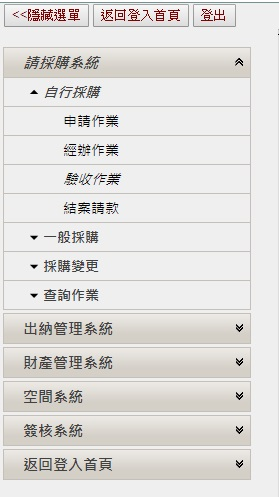 <<隱藏選單 返回登入首頁 登出
請採購系統
自行採購
申請作業
經辦作業
驗收作業
結案請款
一般採購
採購變更
查詢作業
出納管理系統
財產管理系統
空間系統
簽核系統
返回登入首頁